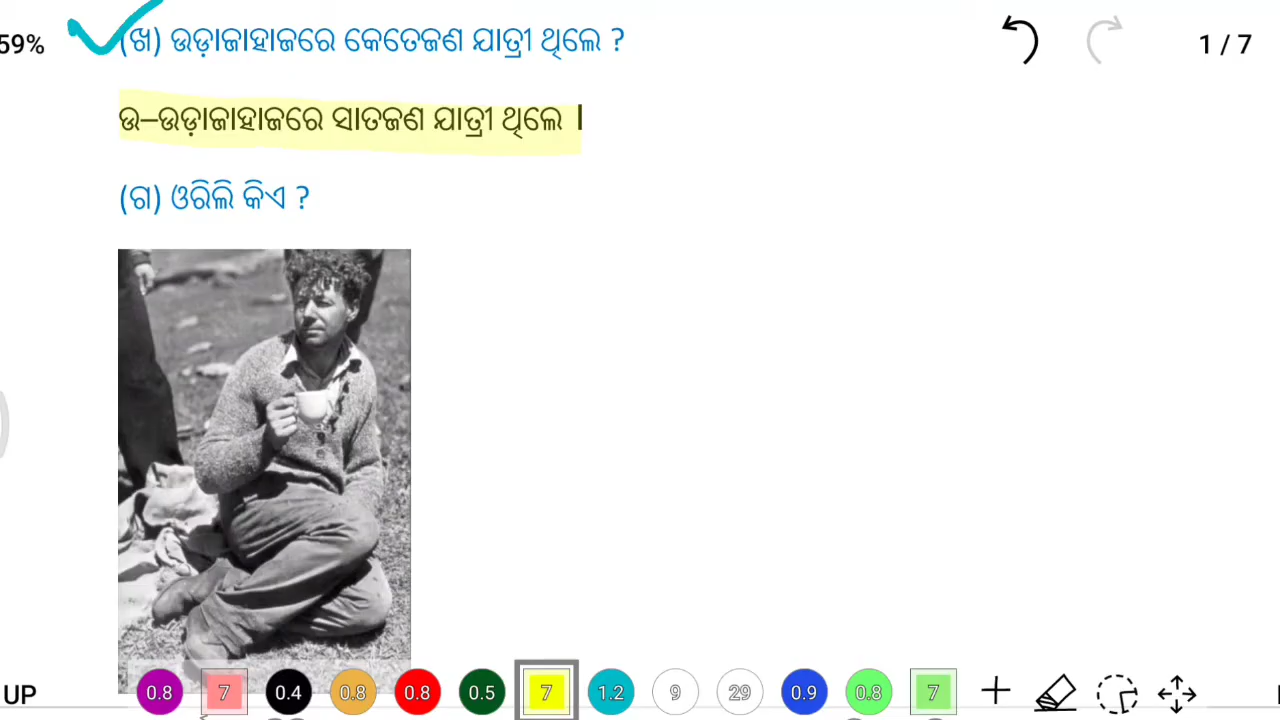 59%
(ଖ) ଉଡ଼ାଜାହାଜରେ କେତେଜଣ ଯାତ୍ରୀ ଥିଲେ ?
1 / 7
ଉ–ଉଡ଼ାଜାହାଜରେ ସାତଜଣ ଯାତ୍ରୀ ଥିଲେ ।
(ଗ) ଓରିଲି କିଏ ?
UP
0.8 7 0.4 0.8 0.8 0.5 7 1.2 9 29 0.9 0.8 7